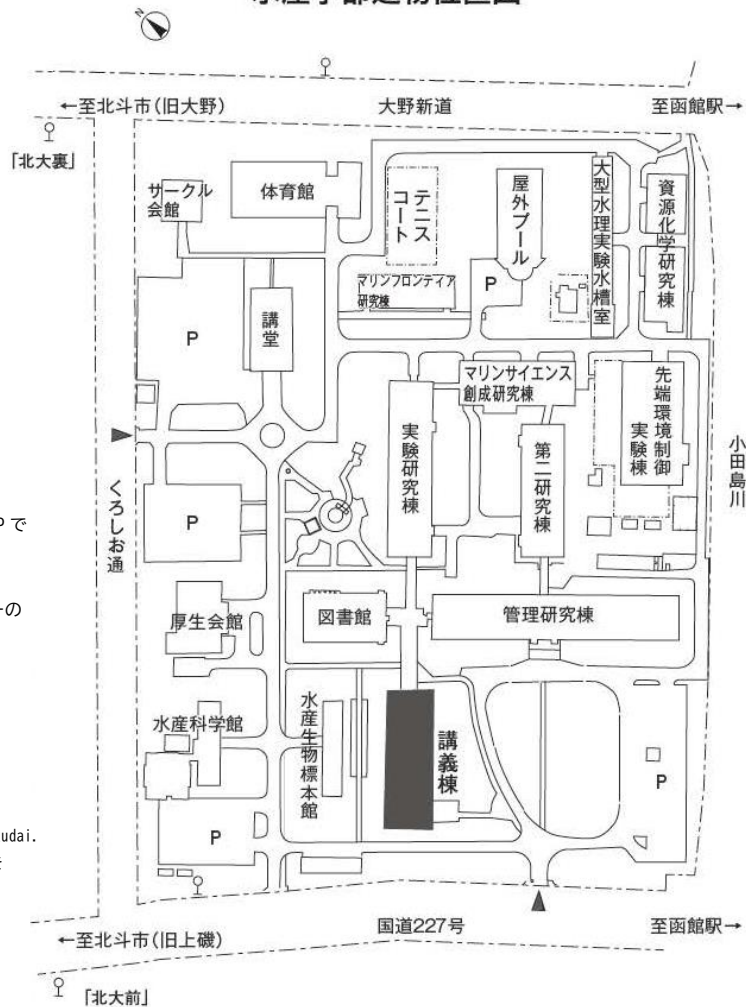 N
←至北斗市(旧大野)
大野新道
至函館駅→
「北大裏」
サークル
会館
体育館
テニス
コート
屋外プール
大型水理実験水槽室
資源化学研究棟
マリンフロンティア
研究棟
P
講堂
P
マリンサイエンス
創成研究棟
先端環境制御
実験棟
実験研究棟
第二研究棟
小田島川
くろしお通
P
Pで
の
厚生会館
図書館
管理研究棟
水産科学館
水産生物標本館
講義棟
P
P
udai.
国道227号
←至北斗市(旧上磯)
至函館駅→
「北大前」